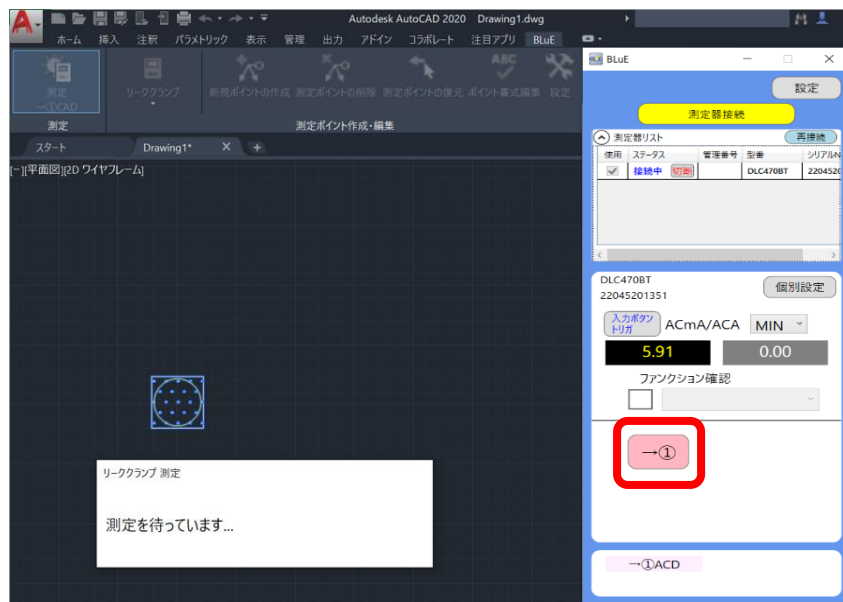 Autodesk AutoCAD 2020 Drawing1.dwg
ホーム 挿入 注釈 パラメトリック 表示 管理 出力 アドイン コラボレート 注目アプリ BLuE
測定
→①CAD
リーククランプ
新規ポイントの作成
測定ポイントの削除
測定ポイントの復元
ABC
ポイント書式編集
設定
測定
測定ポイント作成・編集
スタート Drawing1* X +
[-][平面図][2D ワイヤフレーム]
リーククランプ 測定
測定を待っています...
BLuE
設定
測定器接続
測定器リスト 再接続
使用 ステータス 管理番号 型番 シリアルN
接続中 切断 DLC470BT 2204520
DLC470BT
22045201351
個別設定
入力ボタン
トリガ
ACmA/ACA MIN
5.91 0.00
ファンクション確認
→①
→①ACD